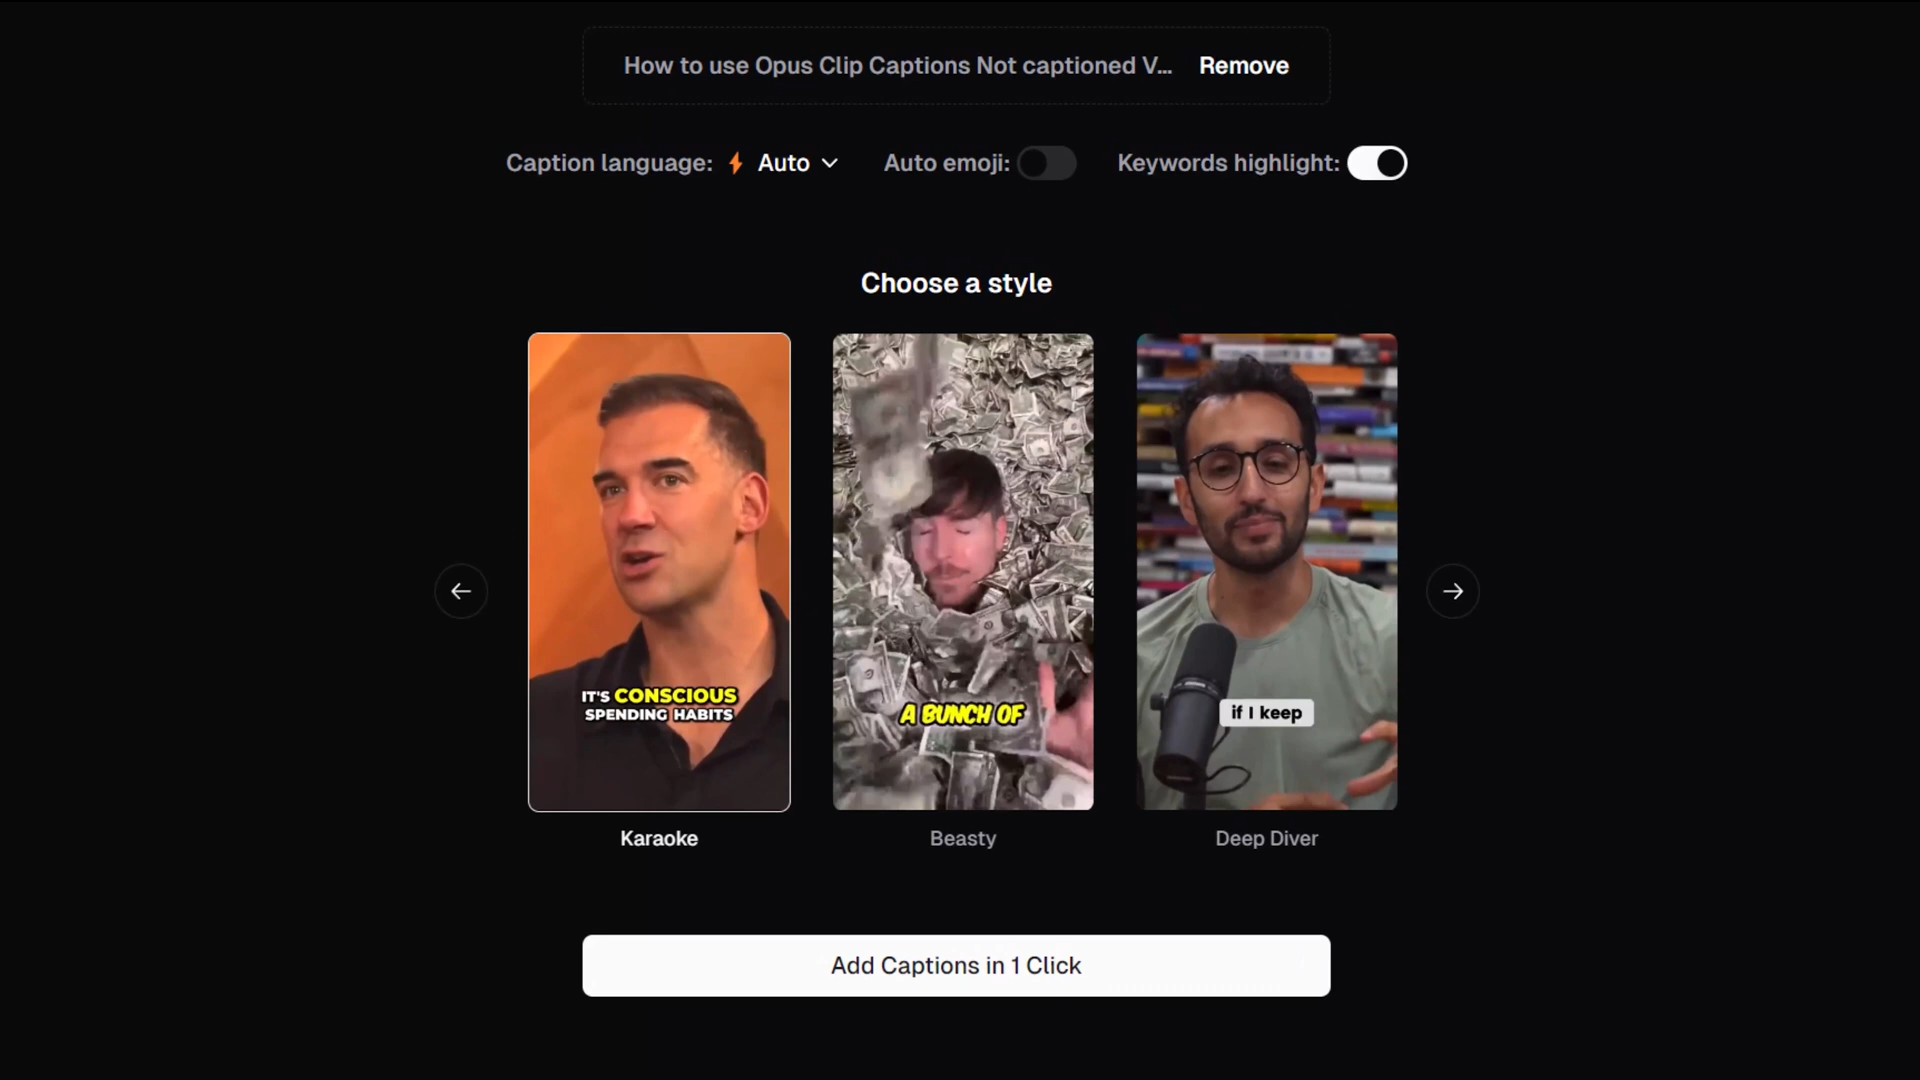 How to use Opus Clip Captions Not captioned V... Remove
Caption language: Auto Auto emoji: Keywords highlight:
Choose a style
IT'S CONSCIOUS
SPENDING HABITS
A BUNCH OF
if I keep
Karaoke Beasty Deep Diver
Add Captions in 1 Click